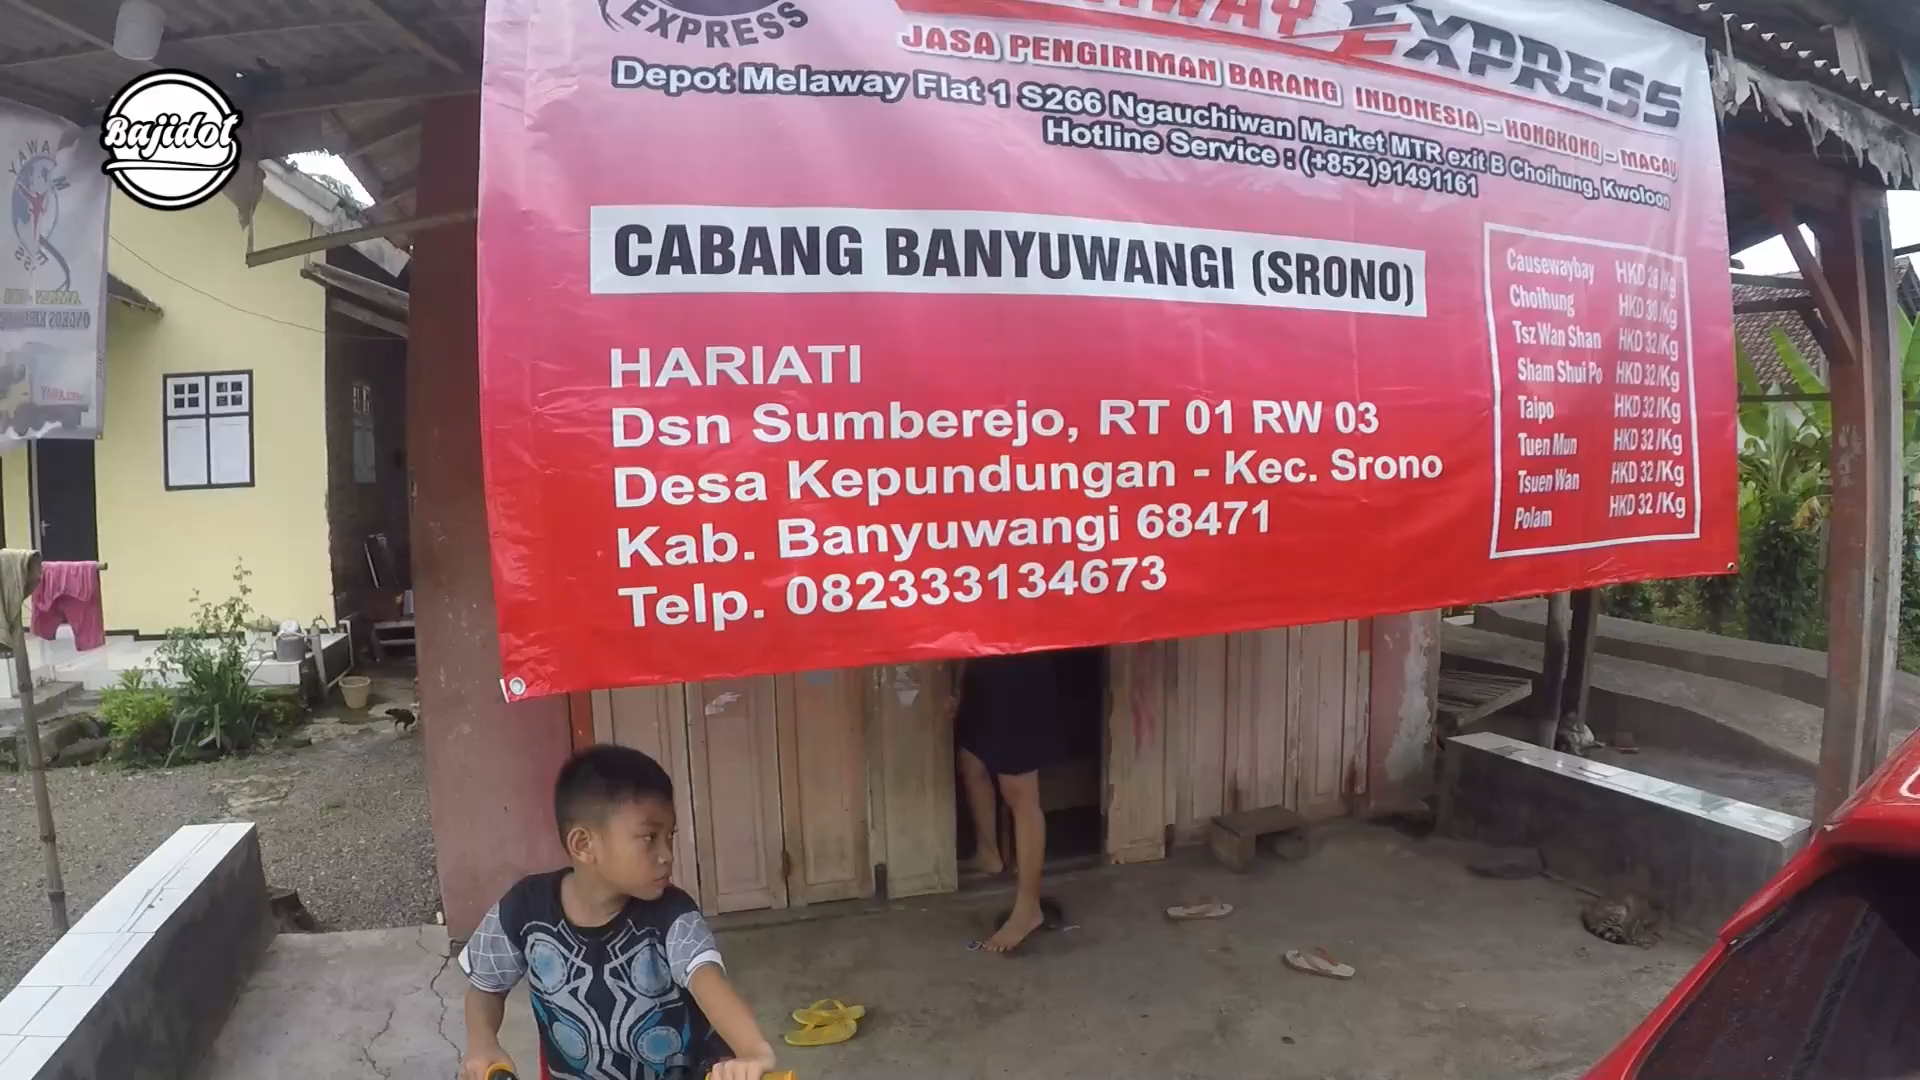 Bajidot
EXPRESS
EXPRESS
JASA PENGIRIMAN BARANG INDONESIA - HONGKONG - MACAU
Depot Melaway Flat 1 S266 Ngauchiwan Market MTR exit B Choihung, Kwoloon
Hotline Service : (+852)91491161
CABANG BANYUWANGI (SRONO)
HARIATI
Dsn Sumberejo, RT 01 RW 03
Desa Kepundungan - Kec. Srono
Kab. Banyuwangi 68471
Telp. 082333134673
Causewaybay HKD 28 /Kg
Choihung HKD 30/Kg
Tsz Wan Shan HKD 32/Kg
Sham Shui Po HKD 32/Kg
Taipo HKD 32/Kg
Tuen Mun HKD 32/Kg
Tsuen Wan HKD 32/Kg
Polam HKD 32/Kg